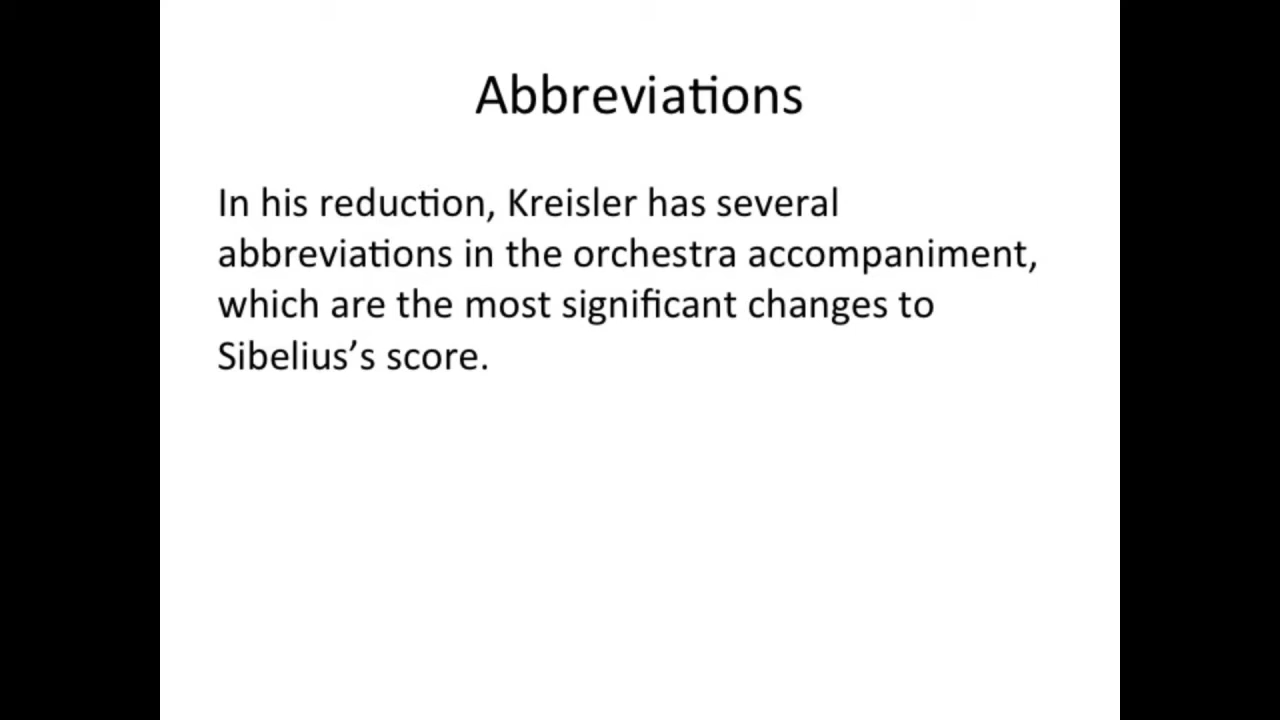 Abbreviations
In his reduction, Kreisler has several
abbreviations in the orchestra accompaniment,
which are the most significant changes to
Sibelius’s score.